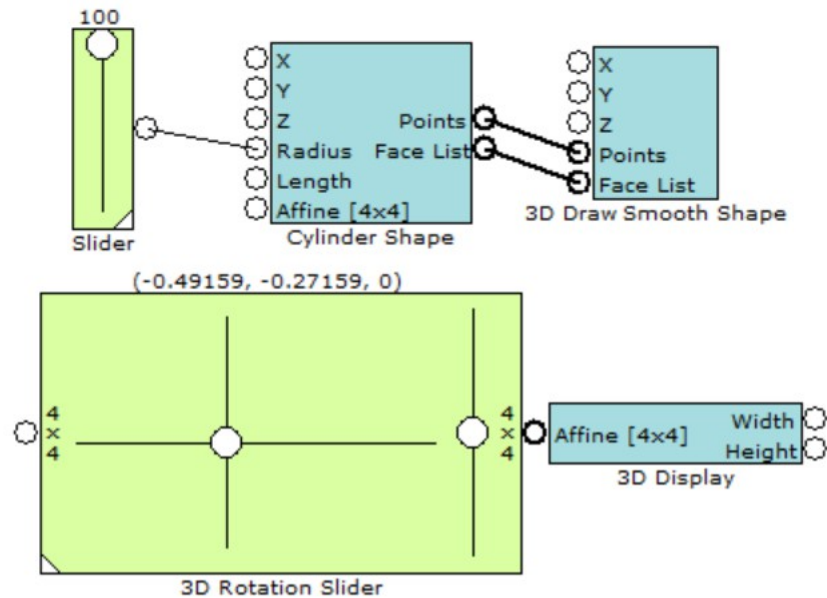 100
Slider
X
Y
Z
Radius
Length
Affine [4x4]
Points
Face List
Cylinder Shape
X
Y
Z
Points
Face List
3D Draw Smooth Shape
(-0.49159, -0.27159, 0)
4
x
4
4
x
4
3D Rotation Slider
Affine [4x4]
Width
Height
3D Display